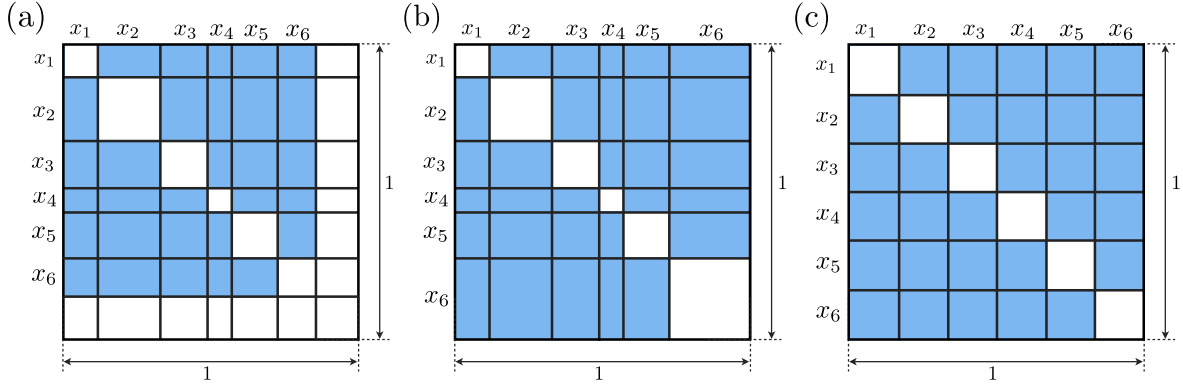 (a)
x₁ x₂ x₃ x₄ x₅ x₆
x₁
x₂
x₃
x₄
x₅
x₆
1
1
(b)
x₁ x₂ x₃ x₄ x₅ x₆
x₁
x₂
x₃
x₄
x₅
x₆
1
1
(c)
x₁ x₂ x₃ x₄ x₅ x₆
x₁
x₂
x₃
x₄
x₅
x₆
1
1